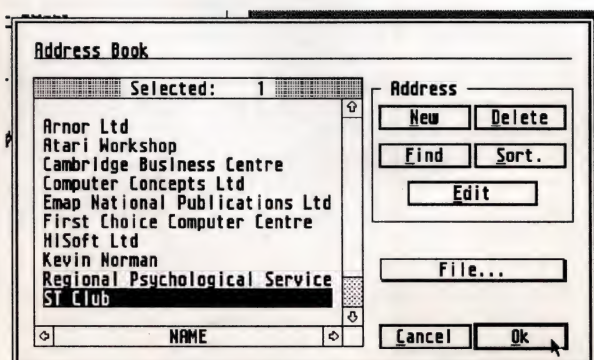 Address Book
Selected: 1
Arnor Ltd
Atari Workshop
Cambridge Business Centre
Computer Concepts Ltd
Emap National Publications Ltd
First Choice Computer Centre
HiSoft Ltd
Kevin Norman
Regional Psychological Service
ST Club
NAME
Address
New Delete
Find Sort.
Edit
File...
Cancel Ok